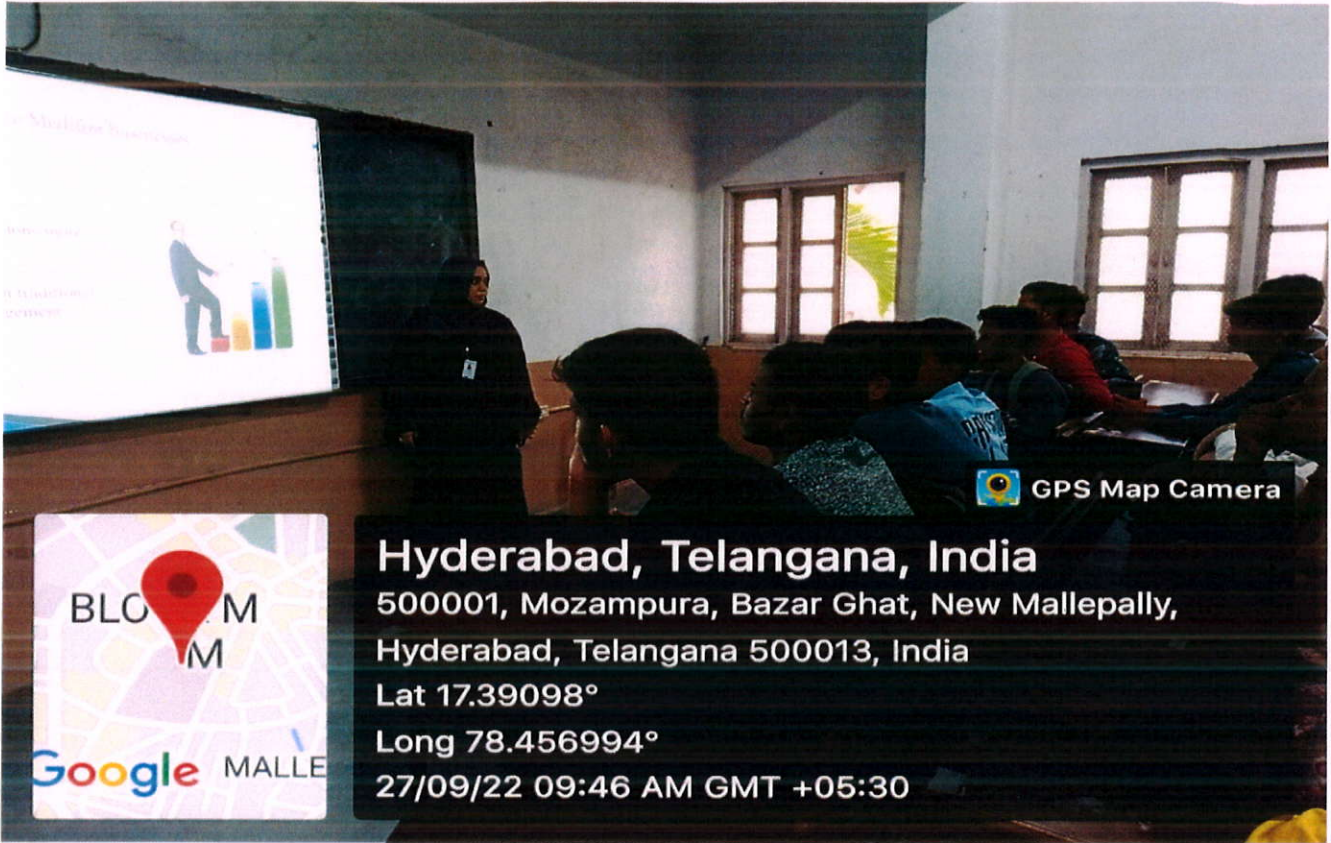 GPS Map Camera
Hyderabad, Telangana, India
500001, Mozampura, Bazar Ghat, New Mallepally,
Hyderabad, Telangana 500013, India
Lat 17.39098°
Long 78.456994°
27/09/22 09:46 AM GMT +05:30
BLO M
M
Google MALLE